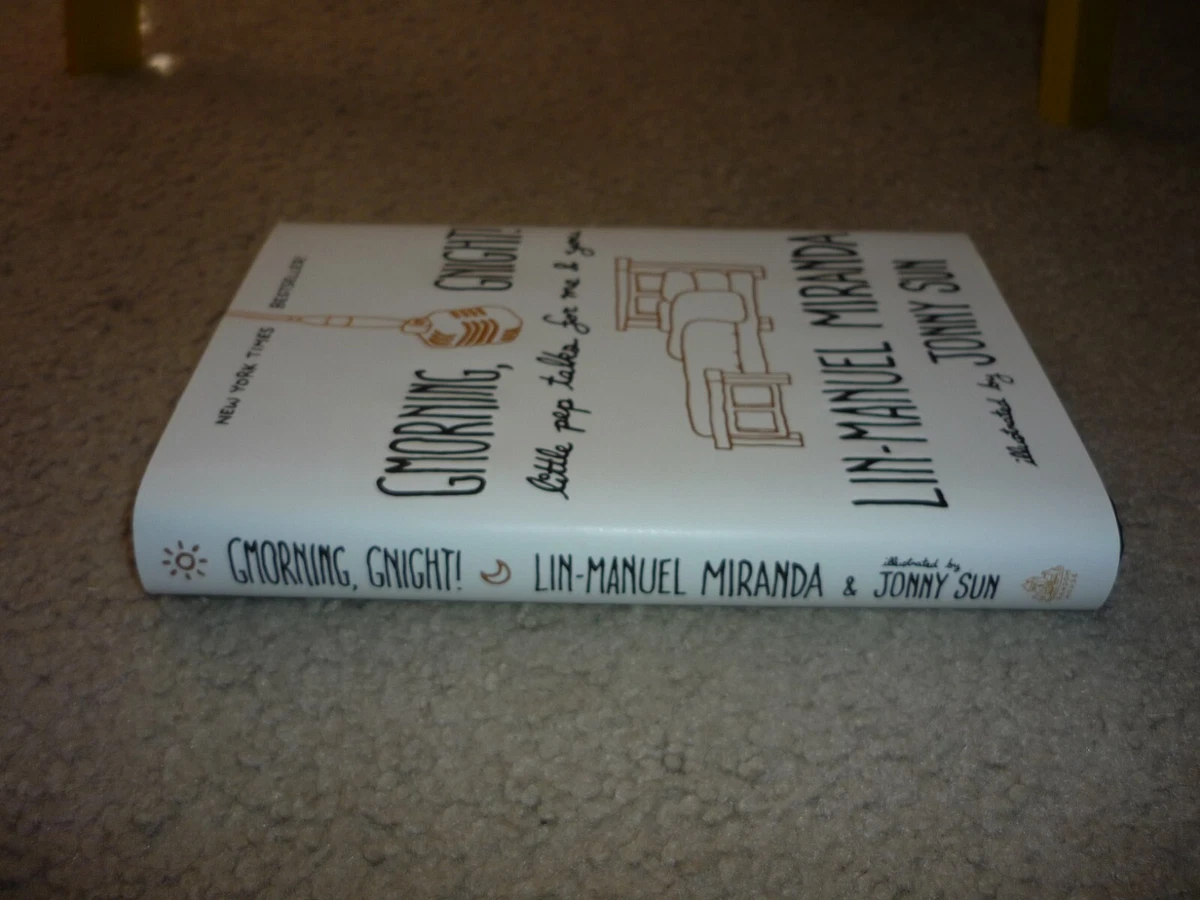 NEW YORK TIMES BESTSELLER!
GMORNING, GNIGHT!
little pep talks for me & you
LIN-MANUEL MIRANDA
illustrated by JONNY SUN
GMORNING, GNIGHT! LIN-MANUEL MIRANDA & illustrated by JONNY SUN